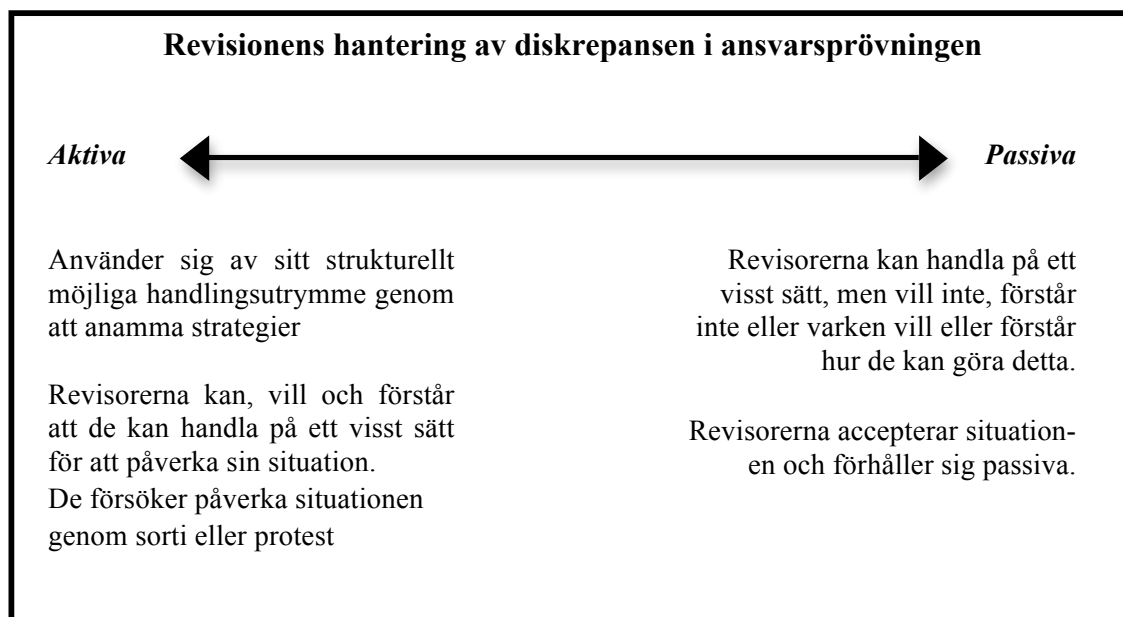 Revisionens hantering av diskrepansen i ansvarsprövningen
Aktiva
Passiva
Använder sig av sitt strukturellt
möjliga handlingsutrymme genom
att anamma strategier
Revisorerna kan, vill och förstår
att de kan handla på ett visst sätt
för att påverka sin situation.
De försöker påverka situationen
genom sorti eller protest
Revisorerna kan handla på ett
visst sätt, men vill inte, förstår
inte eller varken vill eller förstår
hur de kan göra detta.
Revisorerna accepterar situation-
en och förhåller sig passiva.